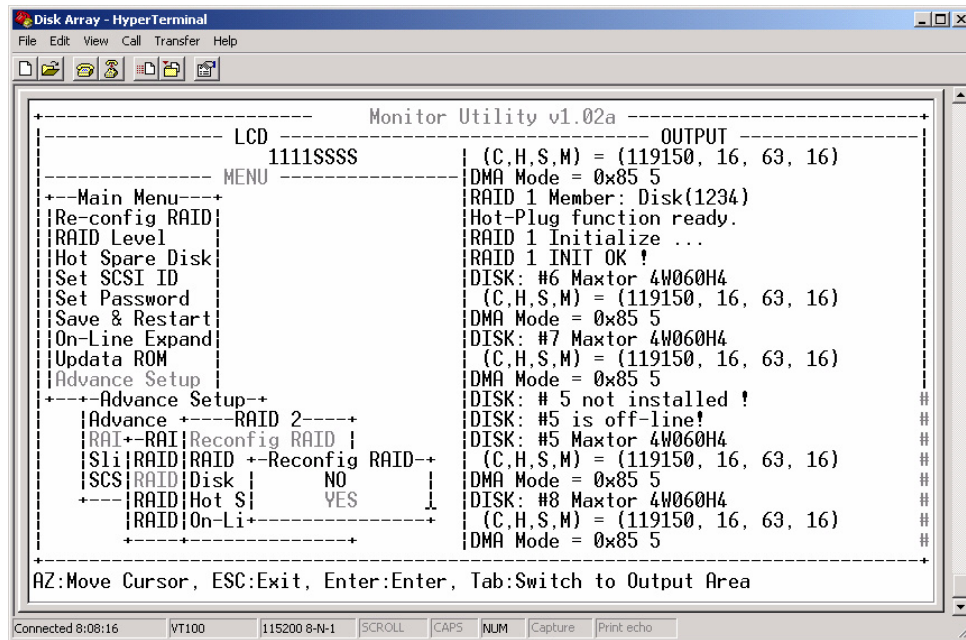 Disk Array - HyperTerminal
File Edit View Call Transfer Help
Monitor Utility v1.02a
LCD
1111SSSS
MENU
+--Main Menu---+
||Re-config RAID|
||RAID Level |
||Hot Spare Disk|
||Set SCSI ID |
||Set Password |
||Save & Restart|
||On-Line Expand|
||Updata ROM |
||Advance Setup |
+--+-Advance Setup-+
|Advance +----RAID 2----+
|RAI+-RAI|Reconfig RAID |
|Sli|RAID|RAID +-Reconfig RAID-+
|SCS|RAID|Disk | NO |
+---|RAID|Hot S| YES
|RAID|On-Li+----------------+
OUTPUT
(C,H,S,M) = (119150, 16, 63, 16)
DMA Mode = 0x85 5
RAID 1 Member: Disk(1234)
Hot-Plug function ready.
RAID 1 Initialize ...
RAID 1 INIT OK !
DISK: #6 Maxtor 4W060H4
(C,H,S,M) = (119150, 16, 63, 16)
DMA Mode = 0x85 5
DISK: #7 Maxtor 4W060H4
(C,H,S,M) = (119150, 16, 63, 16)
DMA Mode = 0x85 5
DISK: # 5 not installed ! #
DISK: #5 is off-line! #
DISK: #5 Maxtor 4W060H4 #
(C,H,S,M) = (119150, 16, 63, 16) #
DMA Mode = 0x85 5 #
DISK: #8 Maxtor 4W060H4 #
(C,H,S,M) = (119150, 16, 63, 16) #
DMA Mode = 0x85 5 #
AZ:Move Cursor, ESC:Exit, Enter:Enter, Tab:Switch to Output Area
Connected 8:08:16 VT100 115200 8-N-1 SCROLL CAPS NUM Capture Print echo